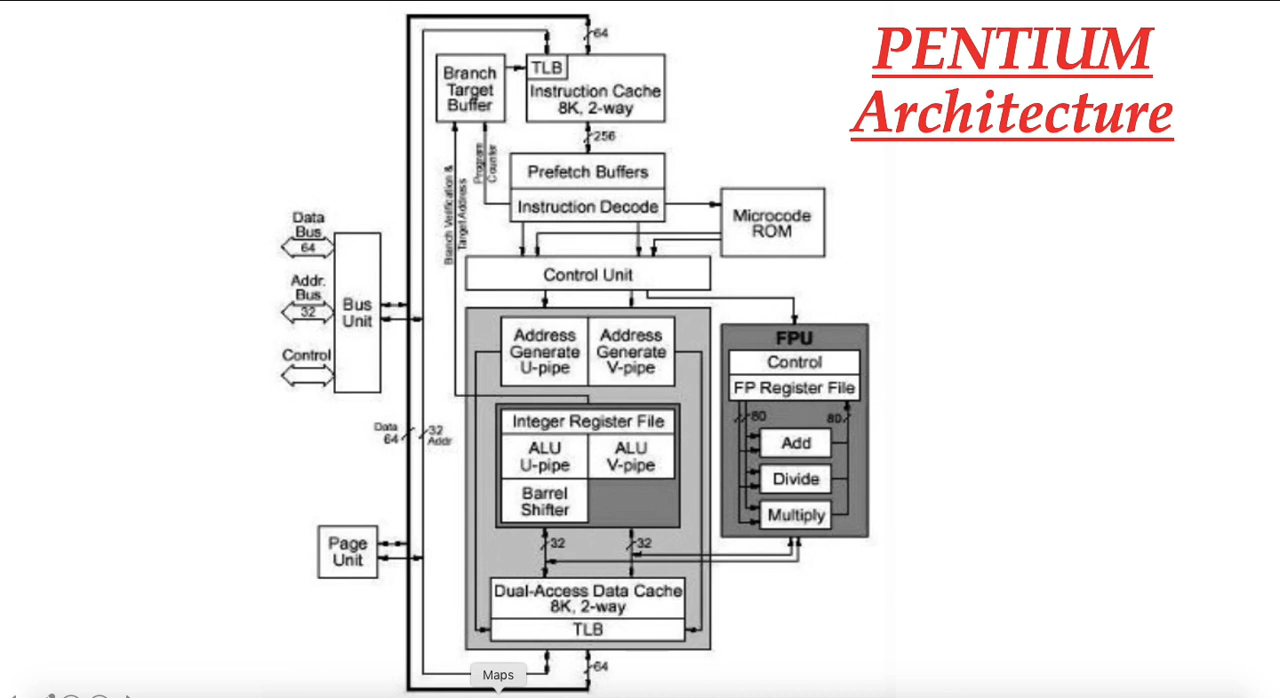 PENTIUM
Architecture
64
Branch
Target
Buffer
TLB
Instruction Cache
8K, 2-way
256
Program
Counter
Branch Verification &
Target Address
Prefetch Buffers
Instruction Decode
Microcode
ROM
Control Unit
Data
Bus
64
Addr.
Bus
32
Control
Bus
Unit
Address
Generate
U-pipe
Address
Generate
V-pipe
FPU
Control
FP Register File
80
80
Add
Divide
Multiply
Integer Register File
ALU
U-pipe
ALU
V-pipe
Barrel
Shifter
Data
64
32
Addr
32
32
Page
Unit
Dual-Access Data Cache
8K, 2-way
TLB
64
Maps